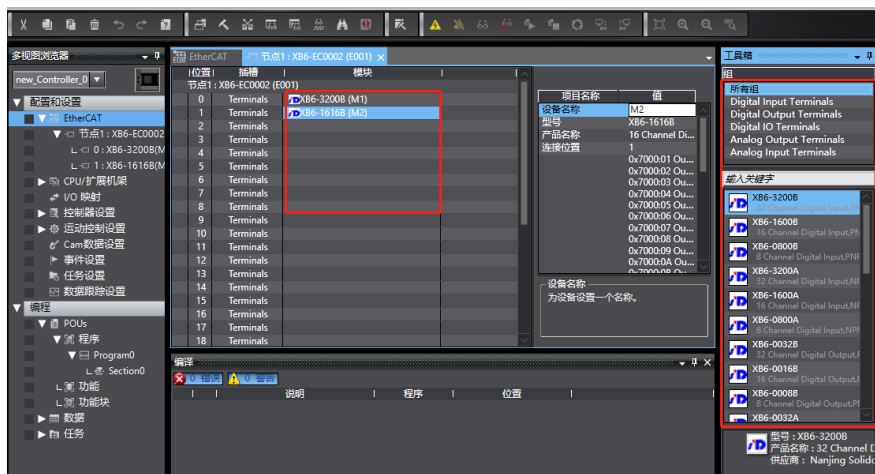 多视图浏览器
new_Controller_0
配置和设置
EtherCAT
节点1 : XB6-EC0002
0 : XB6-3200B(M
1 : XB6-1616B(M
CPU/扩展机架
I/O 映射
控制器设置
运动控制设置
Cam数据设置
事件设置
任务设置
数据跟踪设置
编程
POUs
程序
Program0
Section0
功能
功能块
数据
任务
EtherCAT
节点1 : XB6-EC0002 (E001)
位置
插槽
模块
节点1 : XB6-EC0002 (E001)
0 Terminals XB6-3200B (M1)
1 Terminals XB6-1616B (M2)
2 Terminals
3 Terminals
4 Terminals
5 Terminals
6 Terminals
7 Terminals
8 Terminals
9 Terminals
10 Terminals
11 Terminals
12 Terminals
13 Terminals
14 Terminals
15 Terminals
16 Terminals
17 Terminals
18 Terminals
项目名称 值
设备名称 M2
型号 XB6-1616B
产品名称 16 Channel Di...
连接位置 1
0x7000:01 Ou...
0x7000:02 Ou...
0x7000:03 Ou...
0x7000:04 Ou...
0x7000:05 Ou...
0x7000:06 Ou...
0x7000:07 Ou...
0x7000:08 Ou...
0x7000:09 Ou...
0x7000:0A Ou...
0x7000:0B Ou...
设备名称
为设备设置一个名称。
编译
0 错误
0 警告
说明
程序
位置
工具箱
组
所有组
Digital Input Terminals
Digital Output Terminals
Digital IO Terminals
Analog Output Terminals
Analog Input Terminals
输入关键字
XB6-3200B
32 Channel Digital Input,PN
XB6-1600B
16 Channel Digital Input,PN
XB6-0800B
8 Channel Digital Input,PNP
XB6-3200A
32 Channel Digital Input,NP
XB6-1600A
16 Channel Digital Input,NP
XB6-0800A
8 Channel Digital Input,NPN
XB6-0032B
32 Channel Digital Output,P
XB6-0016B
16 Channel Digital Output,P
XB6-0008B
8 Channel Digital Output,PN
XB6-0032A
型号 : XB6-3200B
产品名称 : 32 Channel D
供应商 : Nanjing Solido